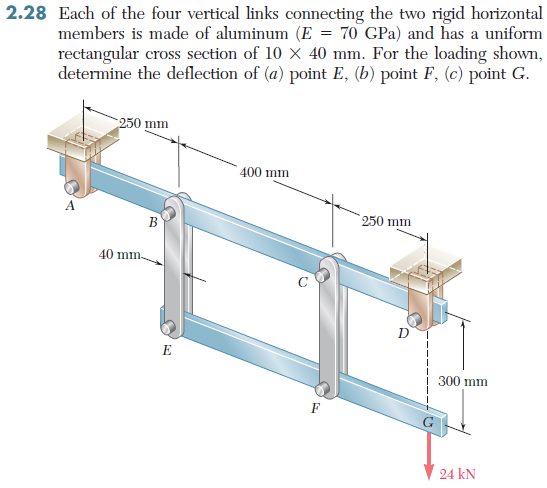 2.28 Each of the four vertical links connecting the two rigid horizontal
members is made of aluminum (E = 70 GPa) and has a uniform
rectangular cross section of 10 × 40 mm. For the loading shown,
determine the deflection of (a) point E, (b) point F, (c) point G.
250 mm
400 mm
250 mm
A
B
40 mm
C
D
E
300 mm
F
G
24 kN